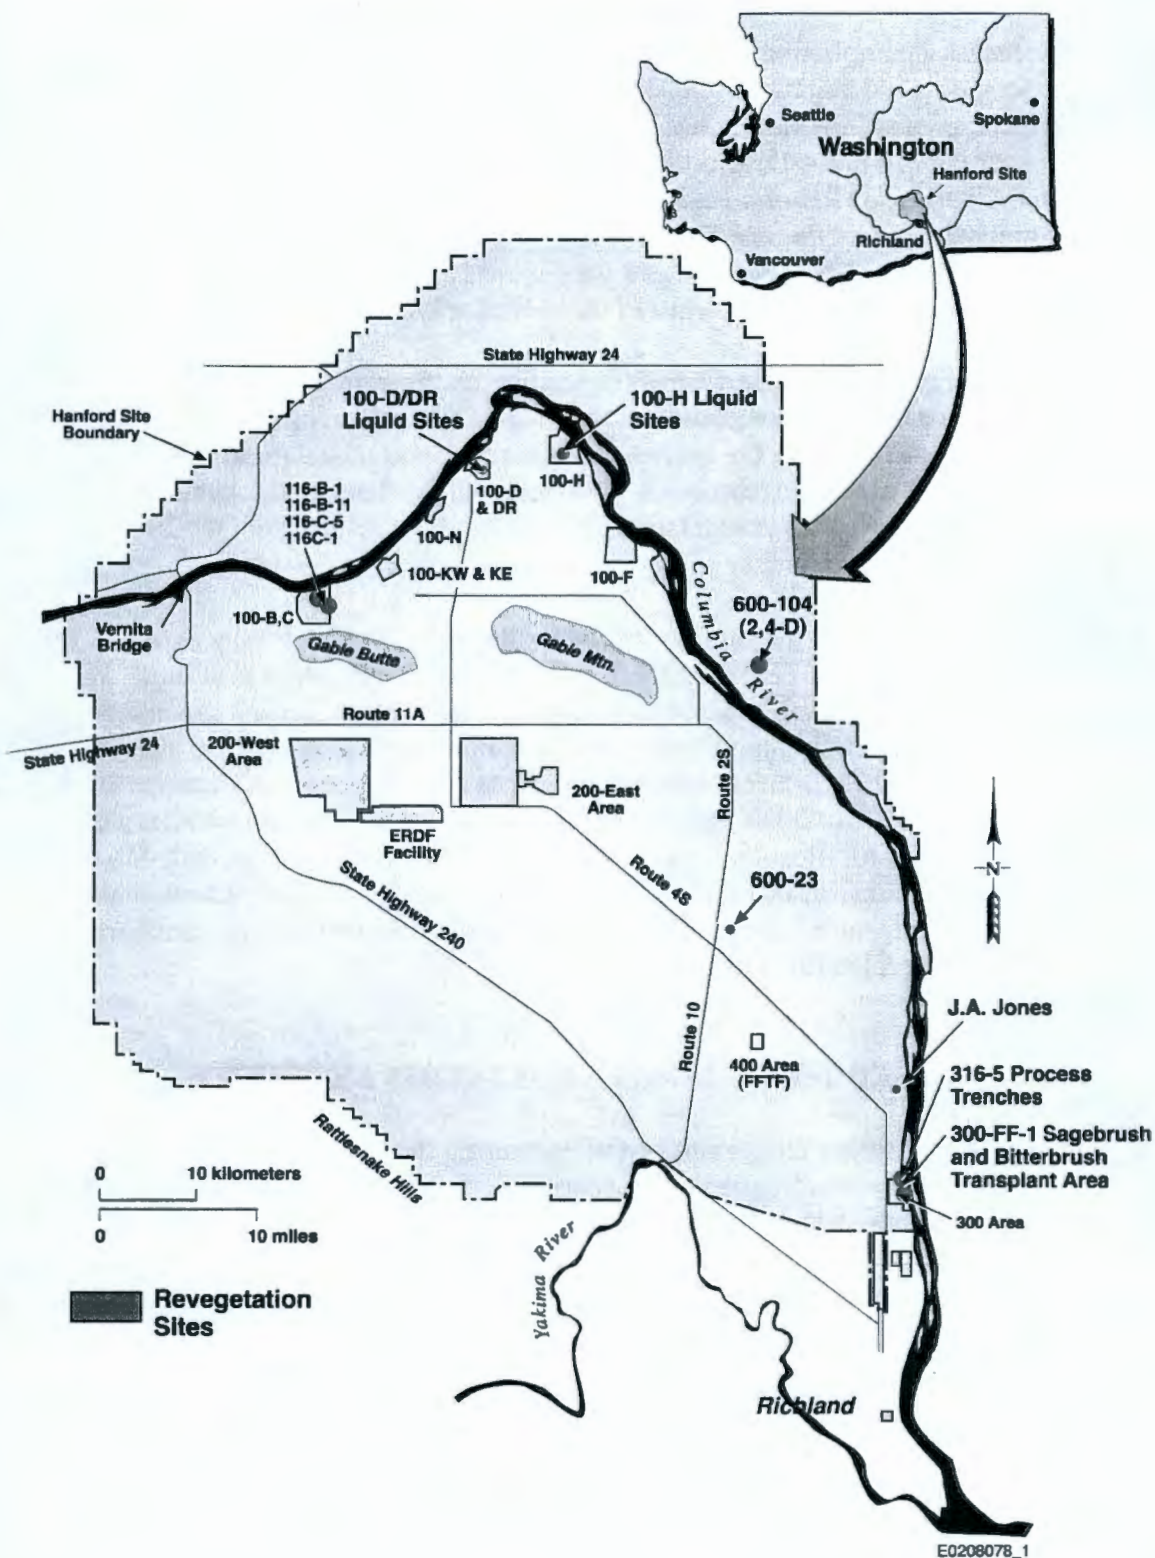 Seattle
Spokane
Washington
Hanford Site
Richland
Vancouver
State Highway 24
Hanford Site
Boundary
100-D/DR
Liquid Sites
100-H Liquid
Sites
116-B-1
116-B-11
116-C-5
116C-1
100-D
& DR
100-H
100-N
100-KW & KE
100-F
100-B,C
Vernita
Bridge
Columbia River
600-104
(2,4-D)
Gable Butte
Gable Mtn.
Route 11A
State Highway 24
200-West
Area
200-East
Area
Route 2S
ERDF
Facility
State Highway 240
Route 4S
600-23
N
Route 10
400 Area
(FFTF)
J.A. Jones
316-5 Process
Trenches
300-FF-1 Sagebrush
and Bitterbrush
Transplant Area
300 Area
Rattlesnake Hills
0 10 kilometers
0 10 miles
Yakima River
Revegetation
Sites
Richland
E0208078_1